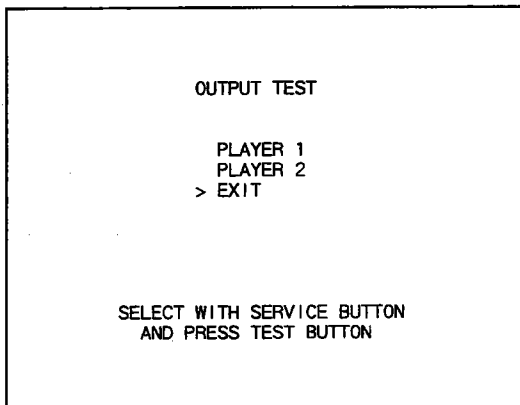 OUTPUT TEST
PLAYER 1
PLAYER 2
> EXIT
SELECT WITH SERVICE BUTTON
AND PRESS TEST BUTTON